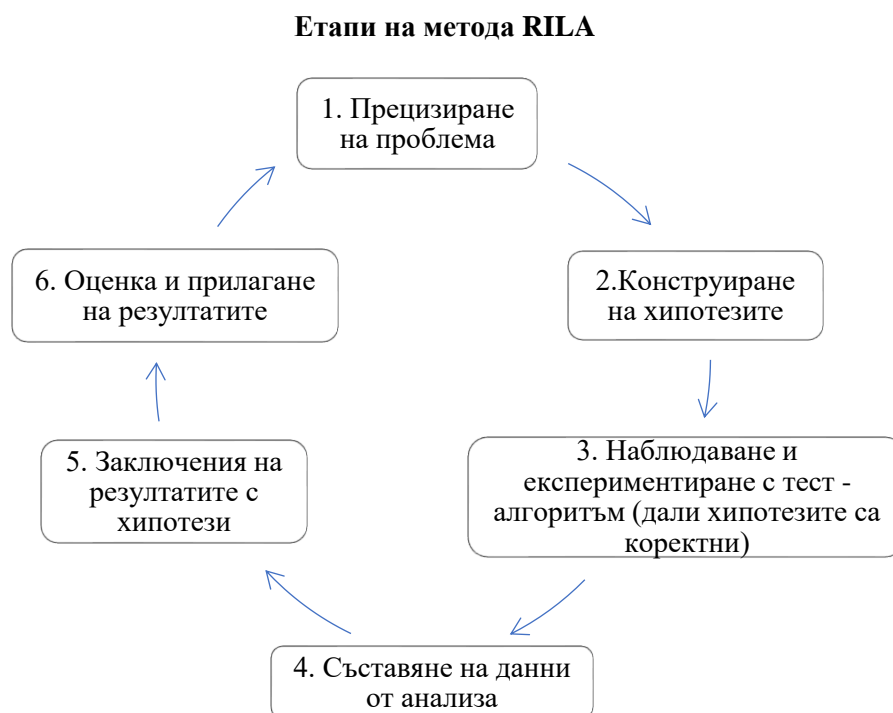 Етапи на метода RILA
1. Прецизиране
на проблема
2.Конструиране
на хипотезите
3. Наблюдаване и
експериментиране с тест -
алгоритъм (дали хипотезите са
коректни)
4. Съставяне на данни
от анализа
5. Заключения на
резултатите с
хипотези
6. Оценка и прилагане
на резултатите